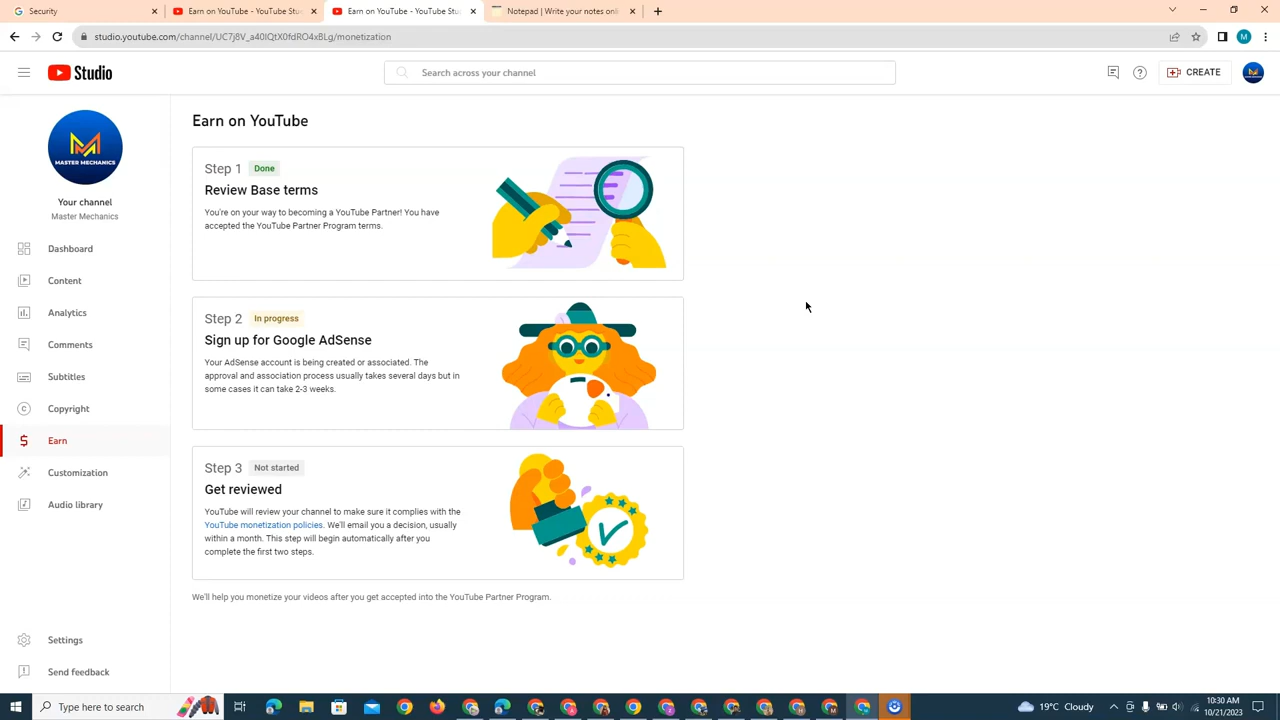 Security
Earn on YouTube - YouTube Stu
Earn on YouTube - YouTube Stu
Notepad | Write your notes onl
studio.youtube.com/channel/UC7j8V_a40lQtX0fdRO4xBLg/monetization
M
Studio
Search across your channel
CREATE
MASTER MECHANICS
Your channel
Master Mechanics
Dashboard
Content
Analytics
Comments
Subtitles
Copyright
Earn
Customization
Audio library
Settings
Send feedback
Earn on YouTube
Step 1 Done
Review Base terms
You're on your way to becoming a YouTube Partner! You have
accepted the YouTube Partner Program terms.
Step 2 In progress
Sign up for Google AdSense
Your AdSense account is being created or associated. The
approval and association process usually takes several days but in
some cases it can take 2-3 weeks.
Step 3 Not started
Get reviewed
YouTube will review your channel to make sure it complies with the
YouTube monetization policies. We'll email you a decision, usually
within a month. This step will begin automatically after you
complete the first two steps.
We'll help you monetize your videos after you get accepted into the YouTube Partner Program.
Type here to search
19°C Cloudy
10:30 AM
10/21/2023